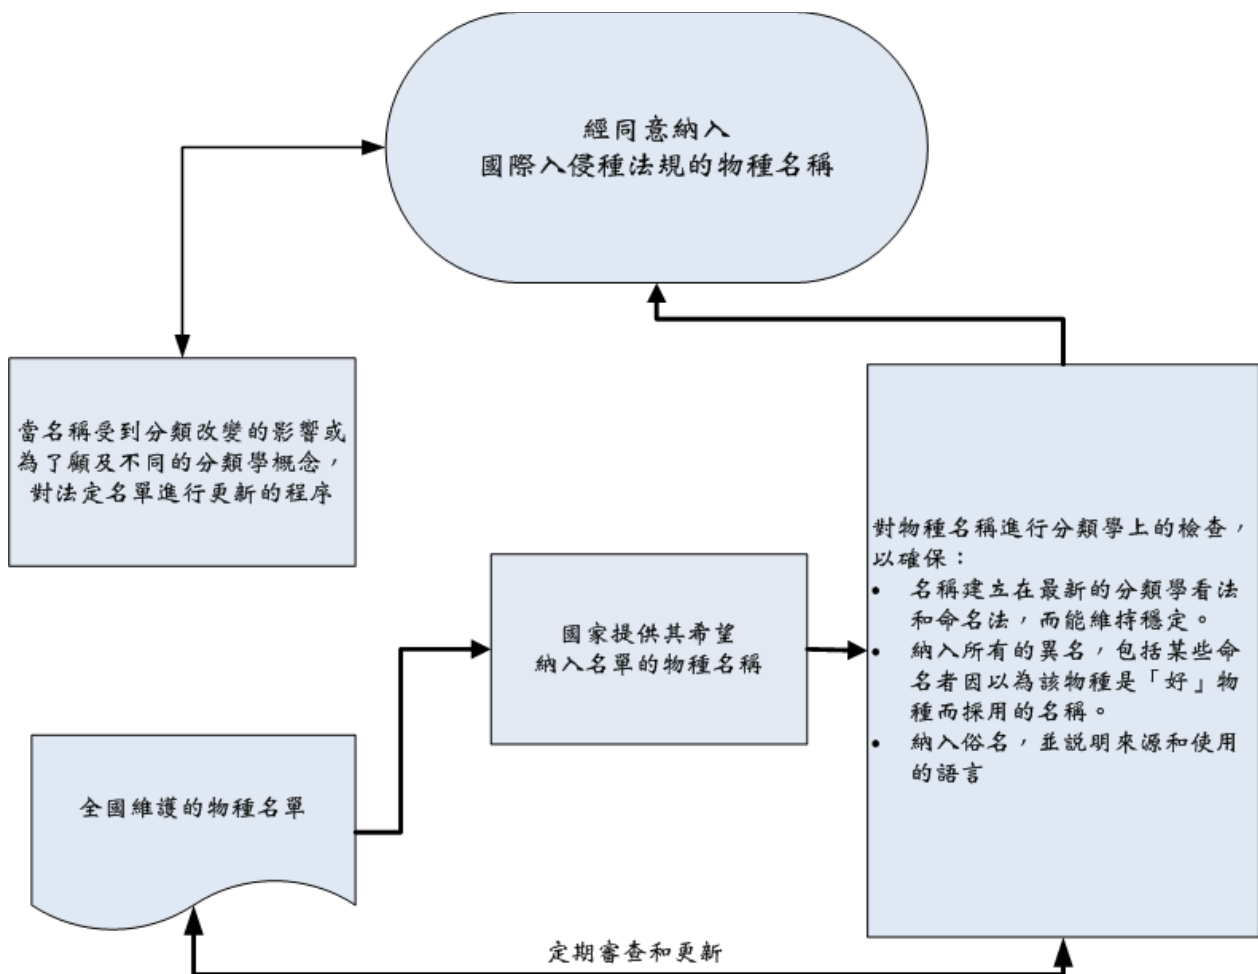 經同意納入
國際入侵種法規的物種名稱
當名稱受到分類改變的影響或
為了顧及不同的分類學概念，
對法定名單進行更新的程序
國家提供其希望
納入名單的物種名稱
全國維護的物種名單
對物種名稱進行分類學上的檢查，
以確保：
• 名稱建立在最新的分類學看法
和命名法，而能維持穩定。
• 納入所有的異名，包括某些命
名者因以為該物種是「好」物
種而採用的名稱。
• 納入俗名，並説明來源和使用
的語言
定期審查和更新